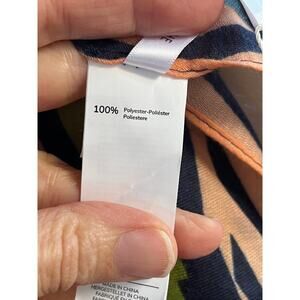 100% Polyester-Poliéster
Poliestere
MADE IN CHINA
HERGESTELLT IN CHINA
FABRIQUÉ EN CHINE